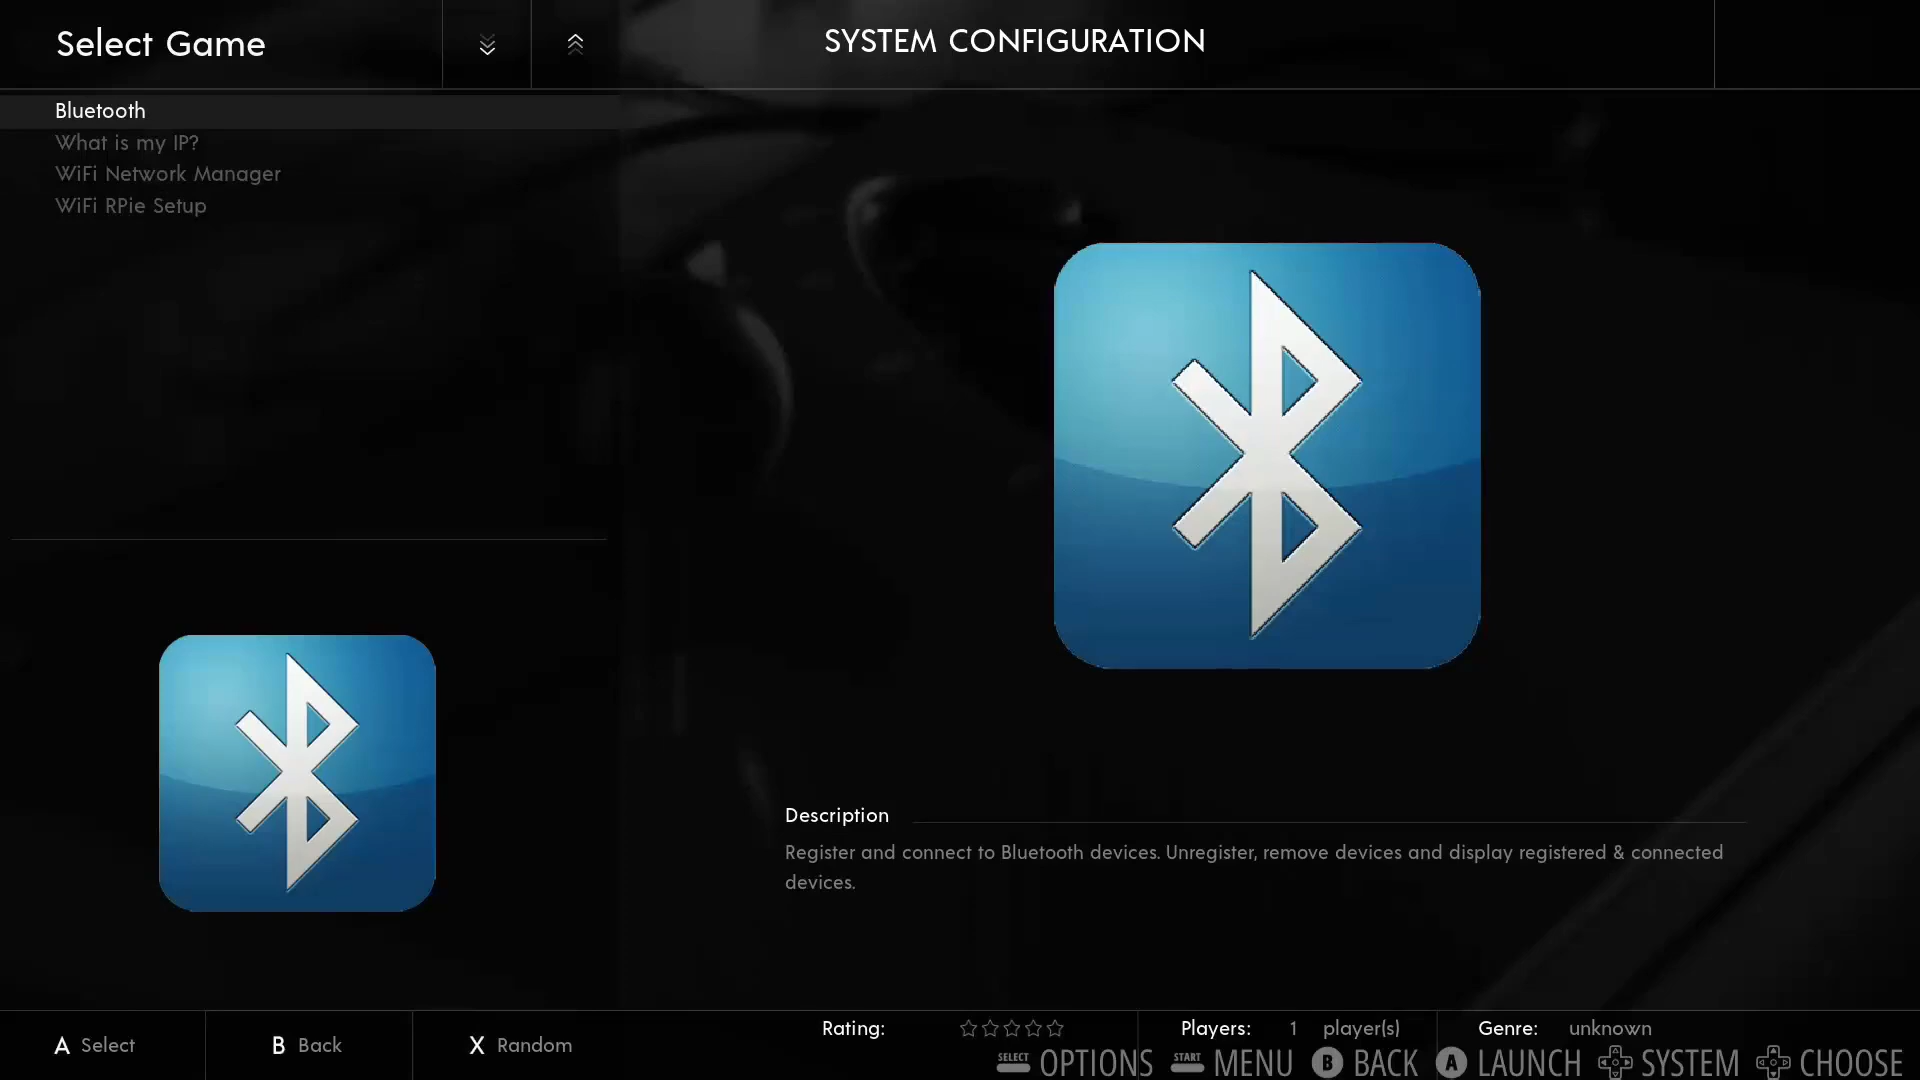 Select Game
SYSTEM CONFIGURATION
Bluetooth
What is my IP?
WiFi Network Manager
WiFi RPie Setup
Description
Register and connect to Bluetooth devices. Unregister, remove devices and display registered & connected
devices.
A Select
B Back
X Random
Rating:
Players: 1 player(s)
Genre: unknown
SELECT OPTIONS START MENU B BACK A LAUNCH SYSTEM CHOOSE